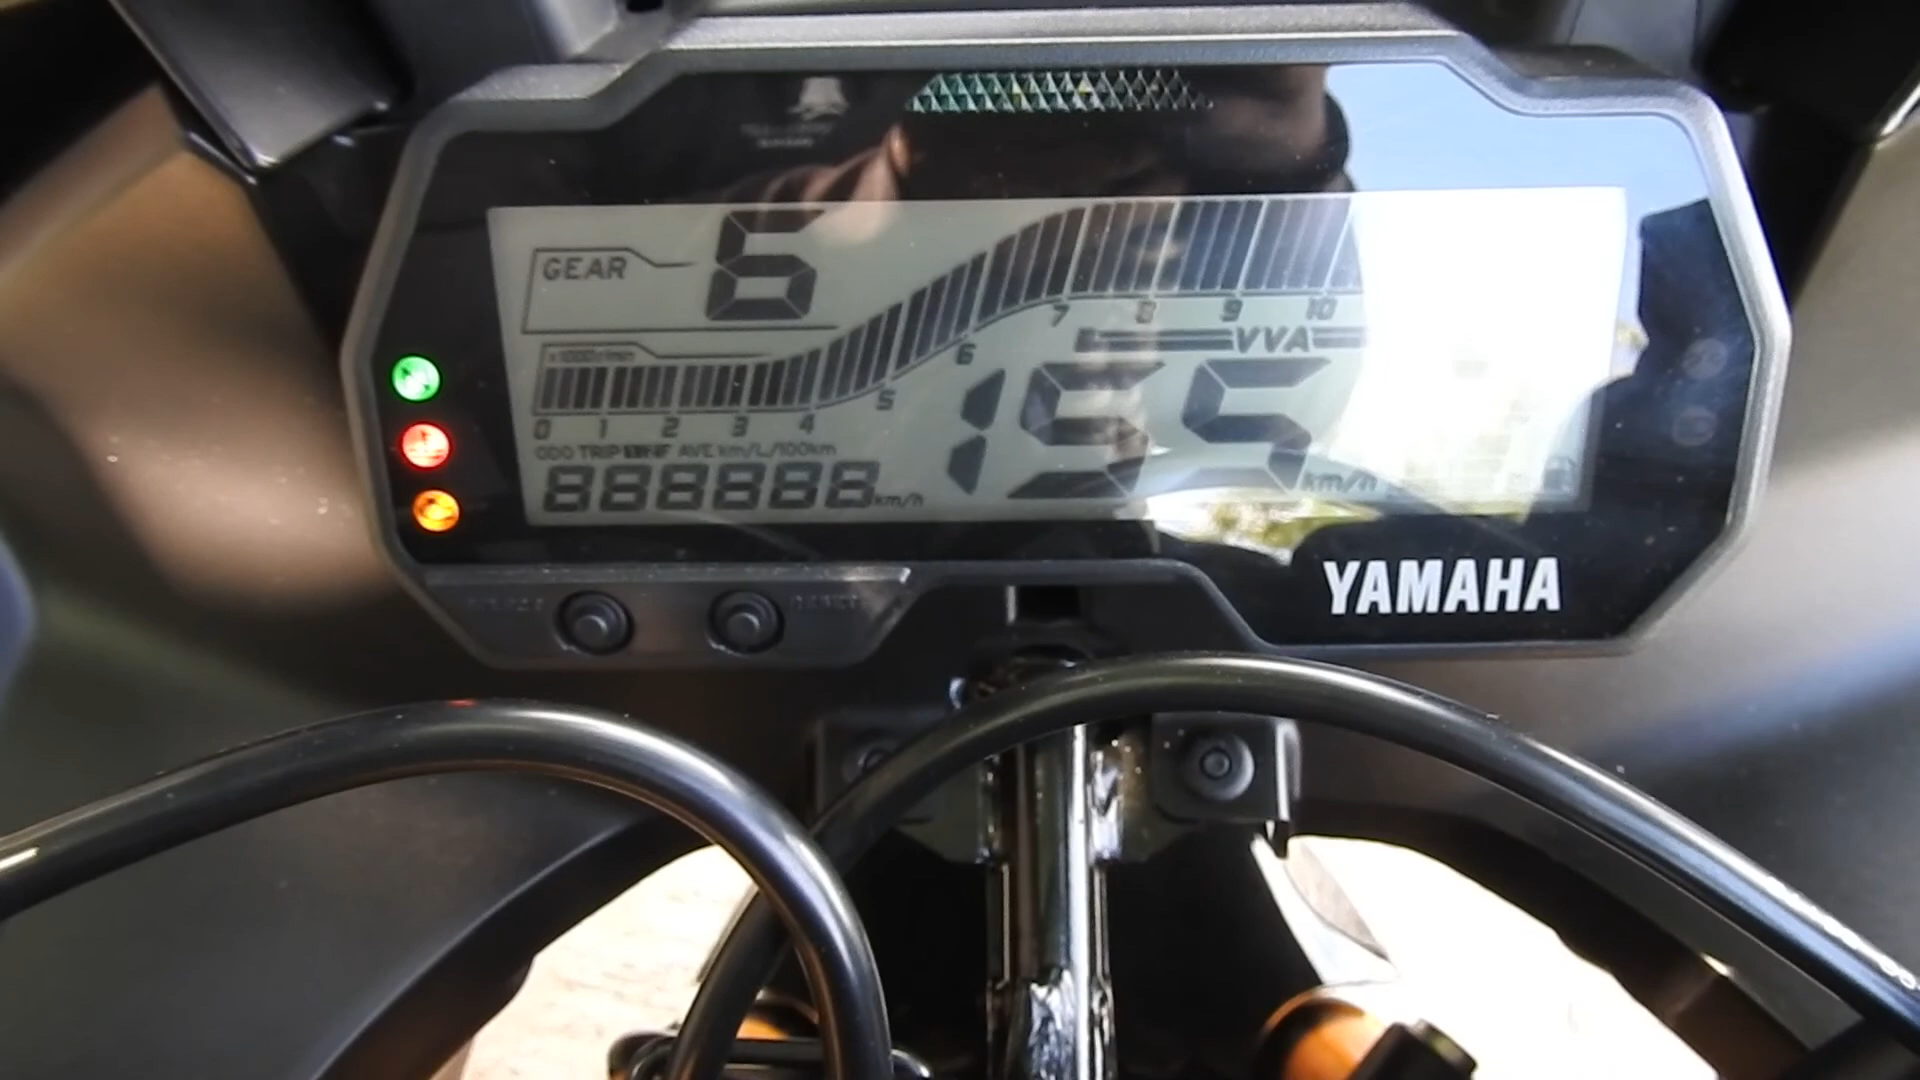 GEAR 6
x1000r/min
7 8 9 10
VVA
6
5
0 1 2 3 4
155 km/h
ODO TRIP AVE km/L/100km
888888 km/h
YAMAHA